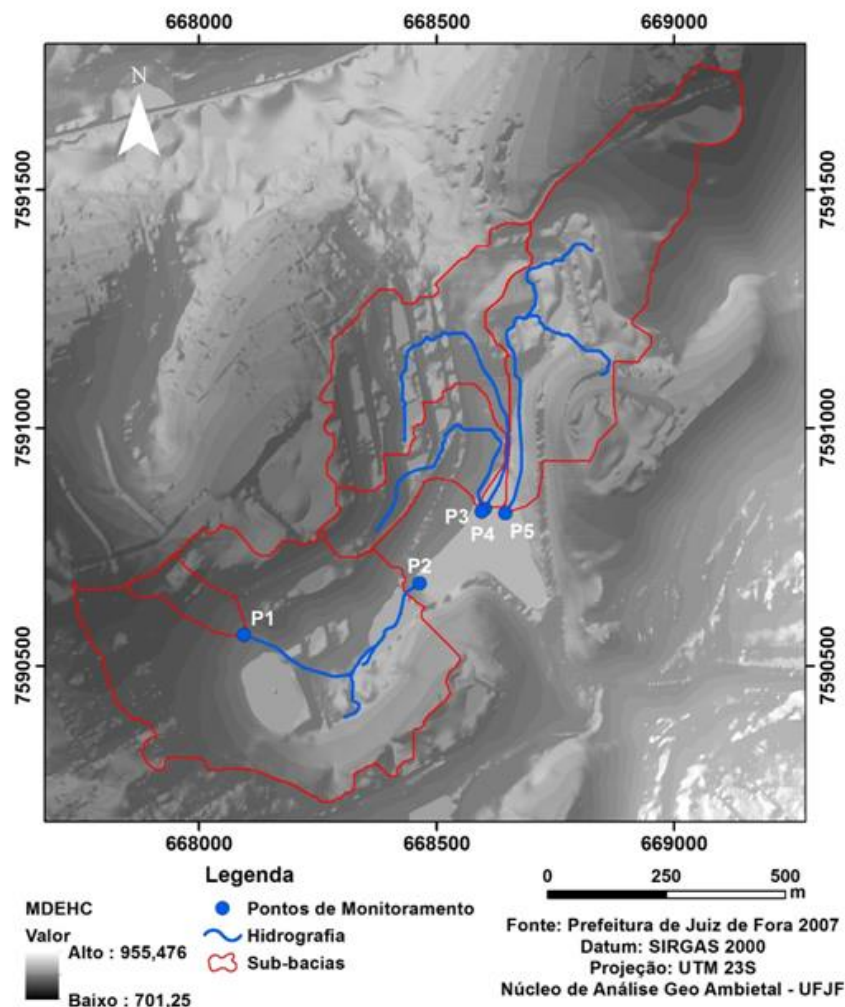 668000 668500 669000
N
7591500 7591500
7591000 7591000
P3
P4 P5
P2
P1
7590500 7590500
668000 668500 669000
Legenda
MDEHC
Valor
Alto : 955,476
Baixo : 701,25
Pontos de Monitoramento
Hidrografia
Sub-bacias
0 250 500
m
Fonte: Prefeitura de Juiz de Fora 2007
Datum: SIRGAS 2000
Projeção: UTM 23S
Núcleo de Análise Geo Ambietal - UFJF